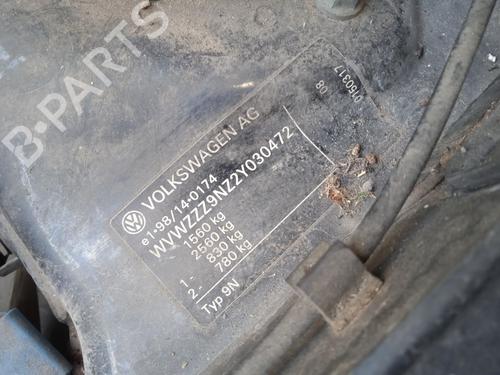 B-PARTS
08 0150317
VOLKSWAGEN AG
e1*98/14*0174
WVWZZZ9NZ2Y030472
1560 kg
2560 kg
1- 830 kg
2- 780 kg
Typ 9N